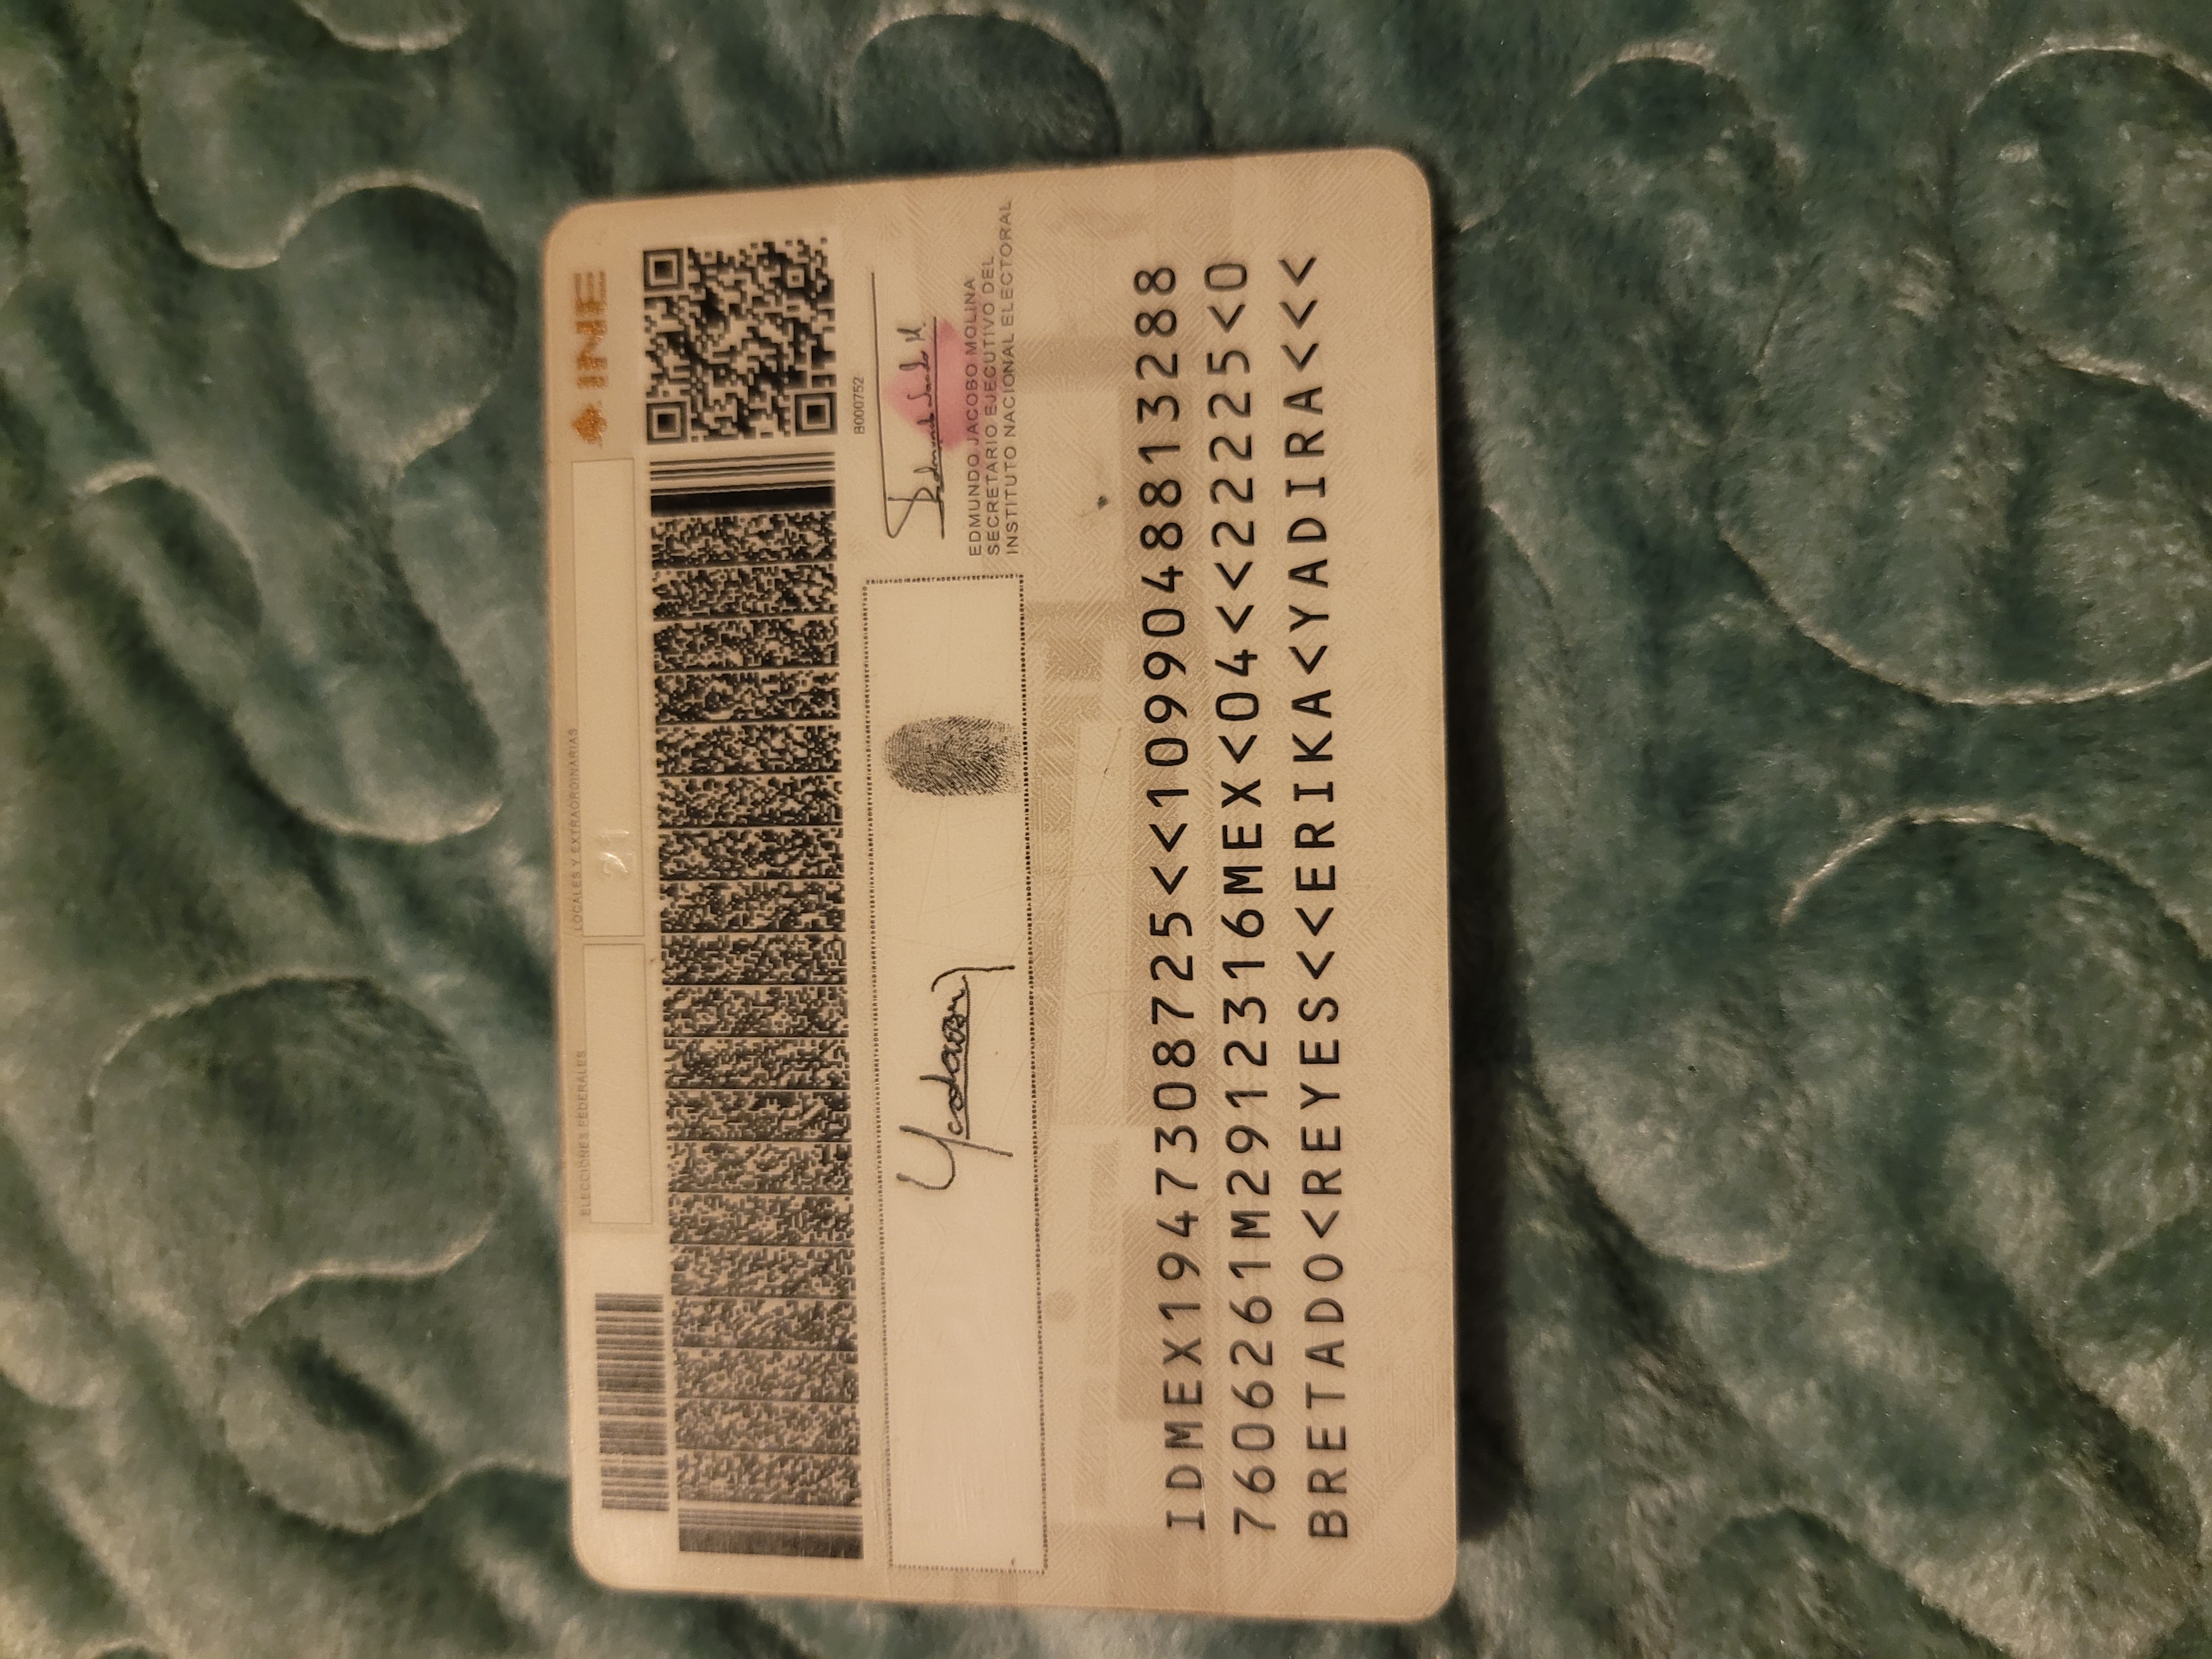 ELECCIONES FEDERALES
LOCALES Y EXTRAORDINARIAS
21
INE
B000752
EDMUNDO JACOBO MOLINA
SECRETARIO EJECUTIVO DEL
INSTITUTO NACIONAL ELECTORAL
IDMEX1947308725<<1099048813288
7606261M2912316MEX<04<<22225<0
BRETADO<REYES<<ERIKA<YADIRA<<<